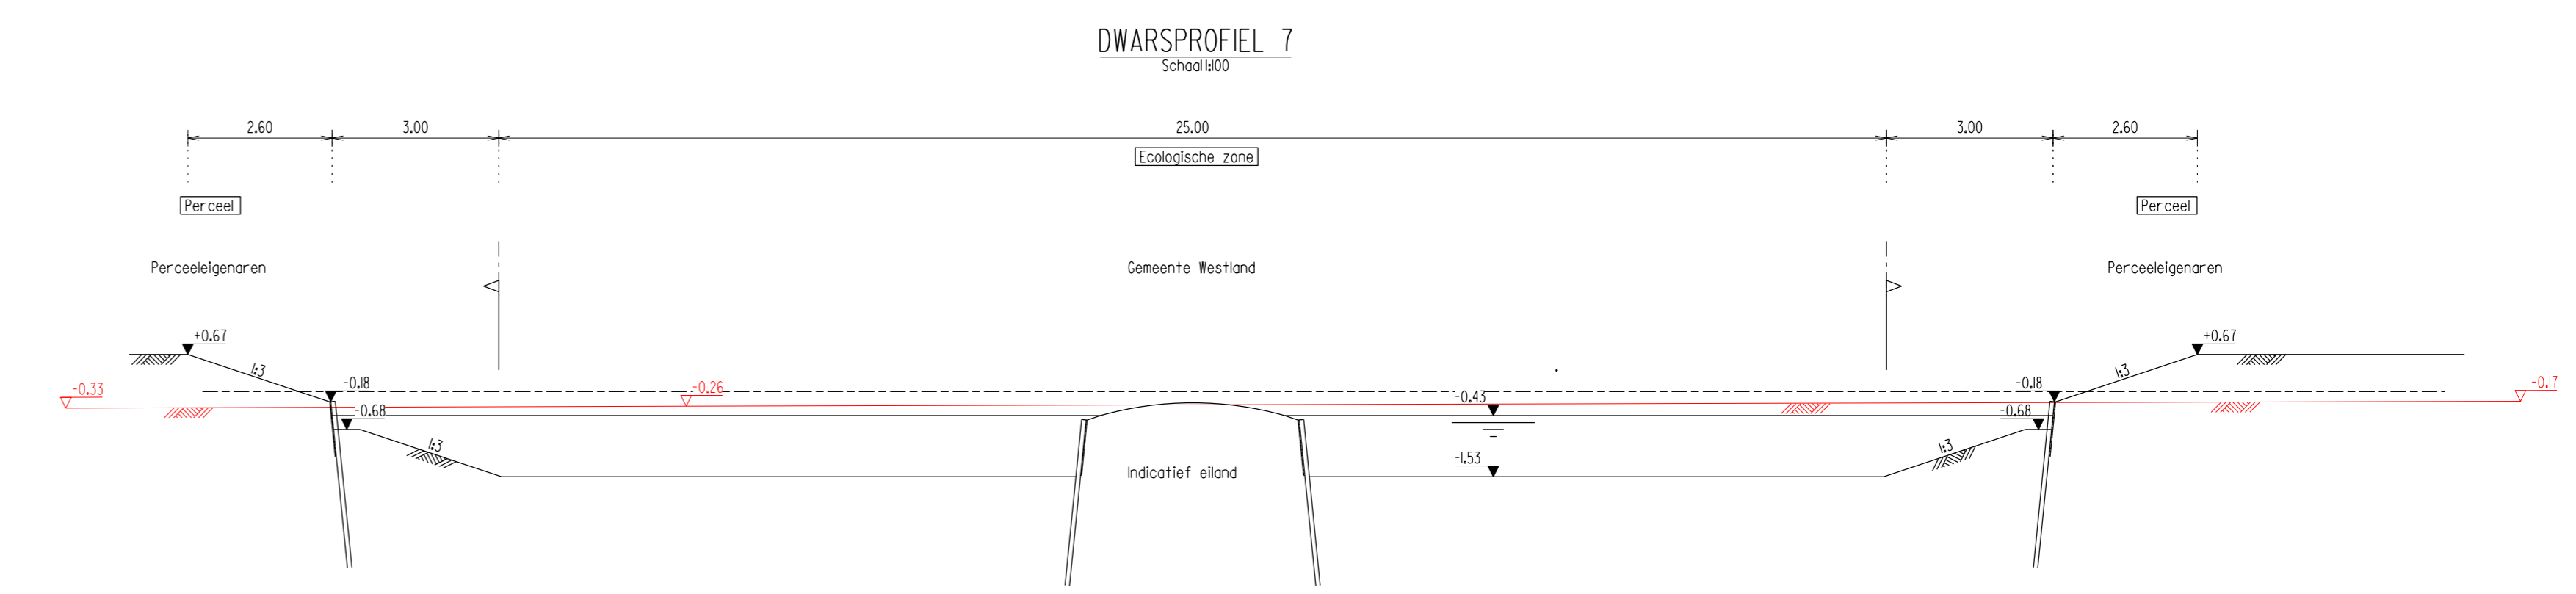 DWARSPROFIEL 7
Schaal 1:100
2.60 3.00 25.00 3.00 2.60
Ecologische zone
Perceel Perceel
Perceeleigenaren Gemeente Westland Perceeleigenaren
+0.67 +0.67
1:3 1:3
-0.33 -0.18 -0.26 -0.43 -0.18 -0.17
-0.68 -0.68
1:3 1:3
Indicatief eiland -1.53